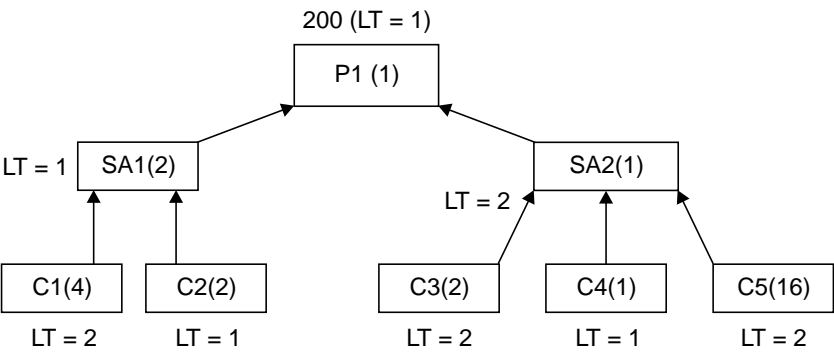 200 (LT = 1)
P1 (1)
LT = 1
SA1(2)
SA2(1)
LT = 2
C1(4)
C2(2)
C3(2)
C4(1)
C5(16)
LT = 2
LT = 1
LT = 2
LT = 1
LT = 2